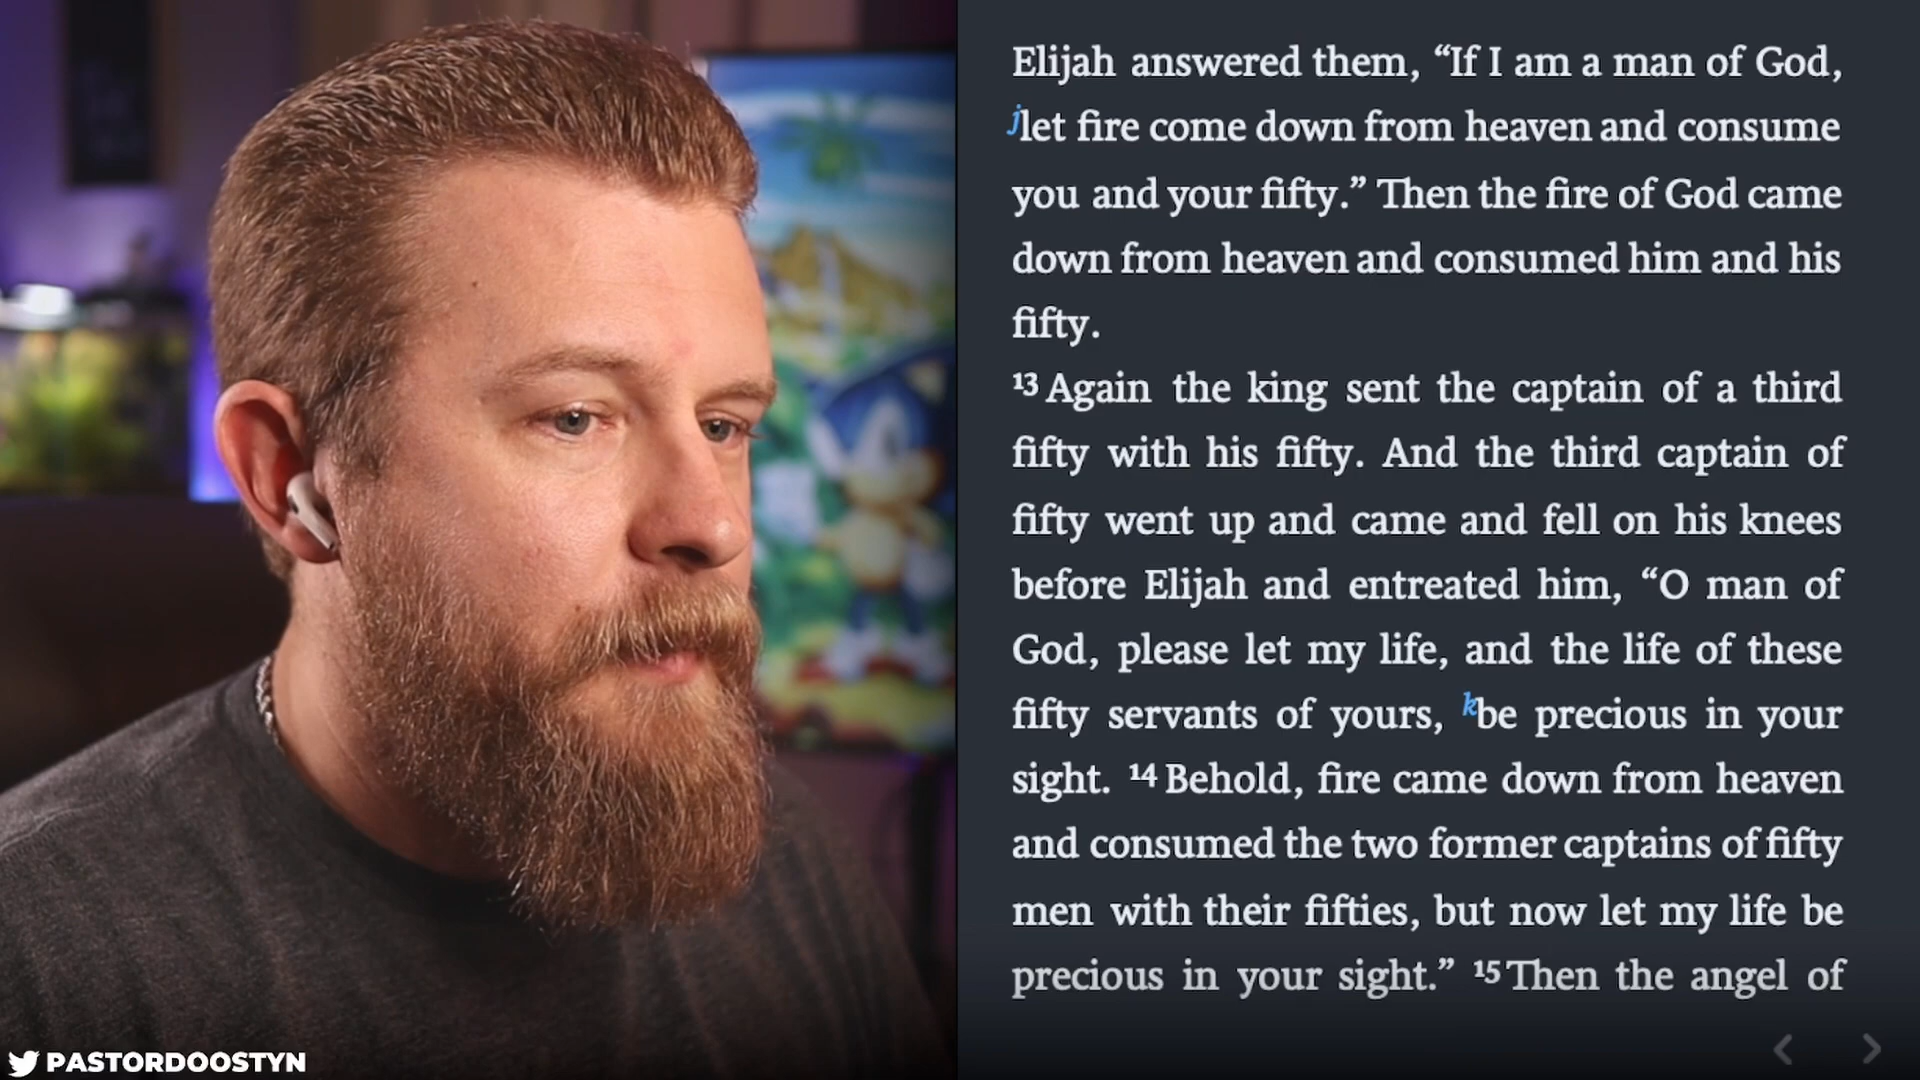 Elijah answered them, “If I am a man of God,
j let fire come down from heaven and consume
you and your fifty.” Then the fire of God came
down from heaven and consumed him and his
fifty.
13 Again the king sent the captain of a third
fifty with his fifty. And the third captain of
fifty went up and came and fell on his knees
before Elijah and entreated him, “O man of
God, please let my life, and the life of these
fifty servants of yours, k be precious in your
sight. 14 Behold, fire came down from heaven
and consumed the two former captains of fifty
men with their fifties, but now let my life be
precious in your sight.” 15 Then the angel of
PASTORDOOSTYN